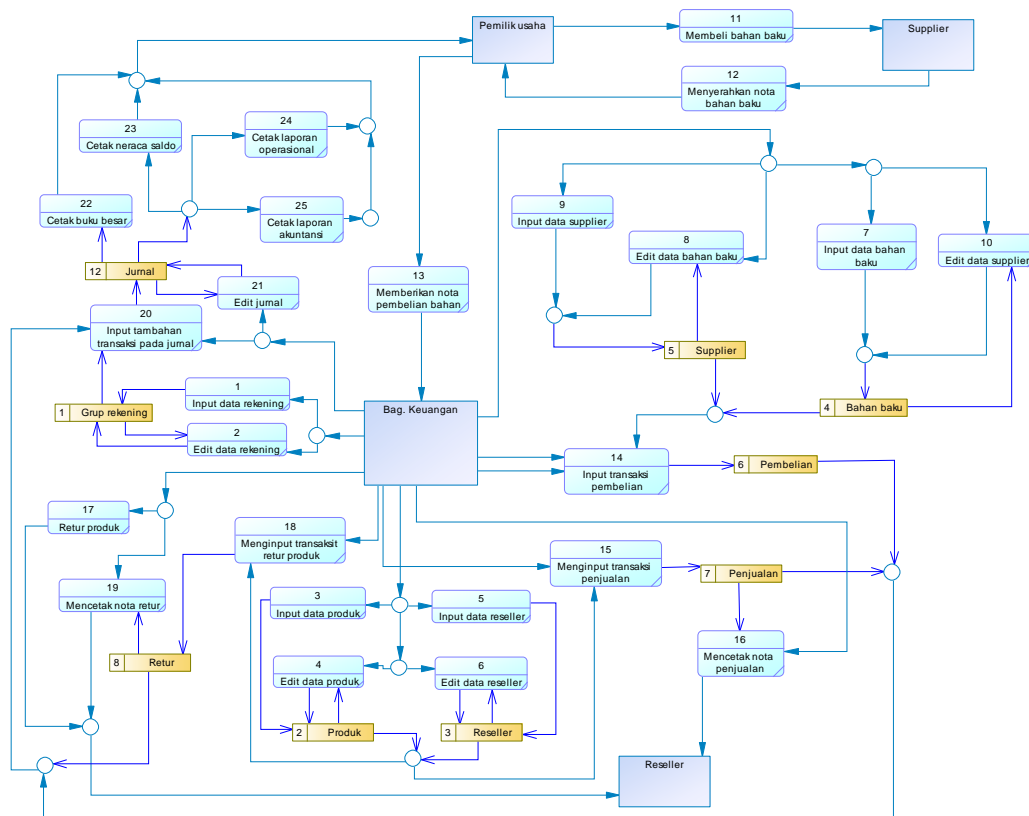 Pemilik usaha
11
Membeli bahan baku
Supplier
12
Menyerahkan nota
bahan baku
23
Cetak neraca saldo
24
Cetak laporan
operasional
22
Cetak buku besar
25
Cetak laporan
akuntansi
9
Input data supplier
8
Edit data bahan baku
7
Input data bahan
baku
10
Edit data supplier
12 Jurnal
21
Edit jurnal
13
Memberikan nota
pembelian bahan
20
Input tambahan
transaksi pada jurnal
5 Supplier
1
Input data rekening
1 Grup rekening
2
Edit data rekening
Bag. Keuangan
4 Bahan baku
14
Input transaksi
pembelian
6 Pembelian
17
Retur produk
18
Menginput transaksit
retur produk
15
Menginput transaksi
penjualan
7 Penjualan
19
Mencetak nota retur
3
Input data produk
5
Input data reseller
16
Mencetak nota
penjualan
8 Retur
4
Edit data produk
6
Edit data reseller
2 Produk
3 Reseller
Reseller